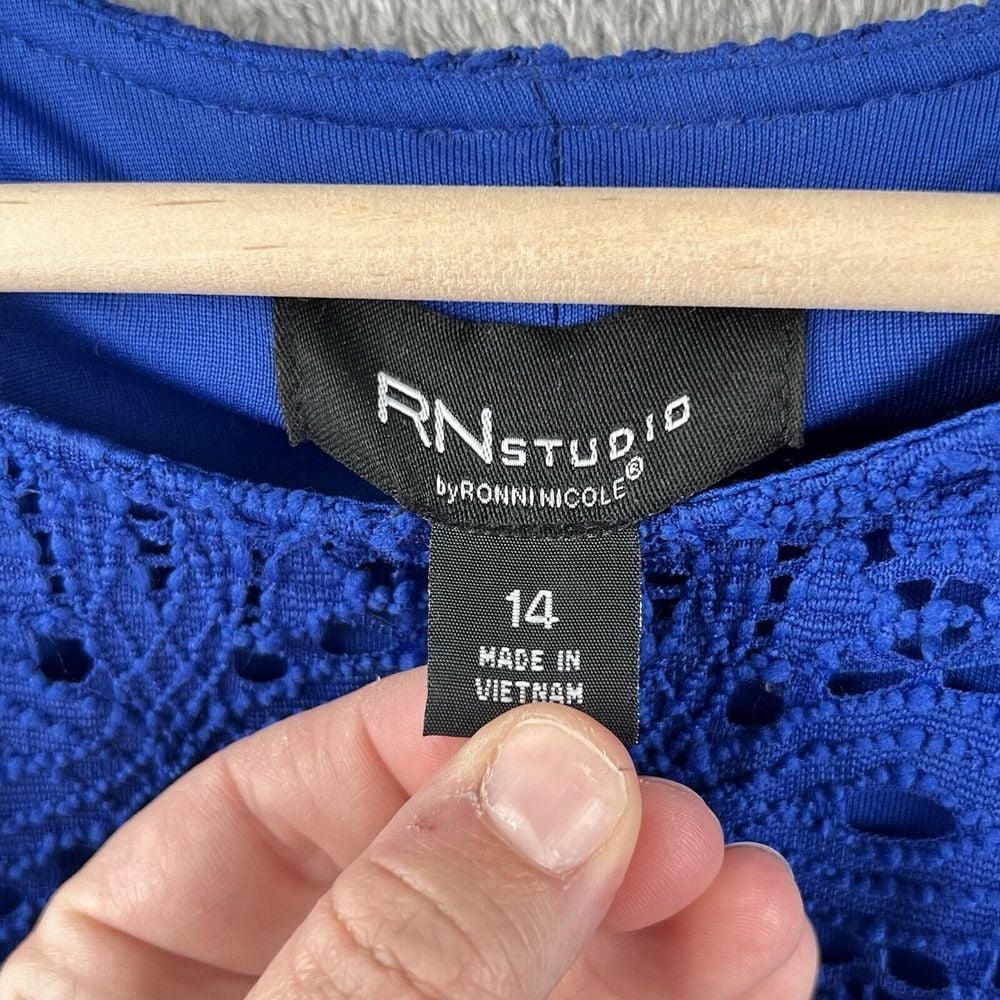 RNSTUDIO
byRONNINICOLE®
14
MADE IN
VIETNAM